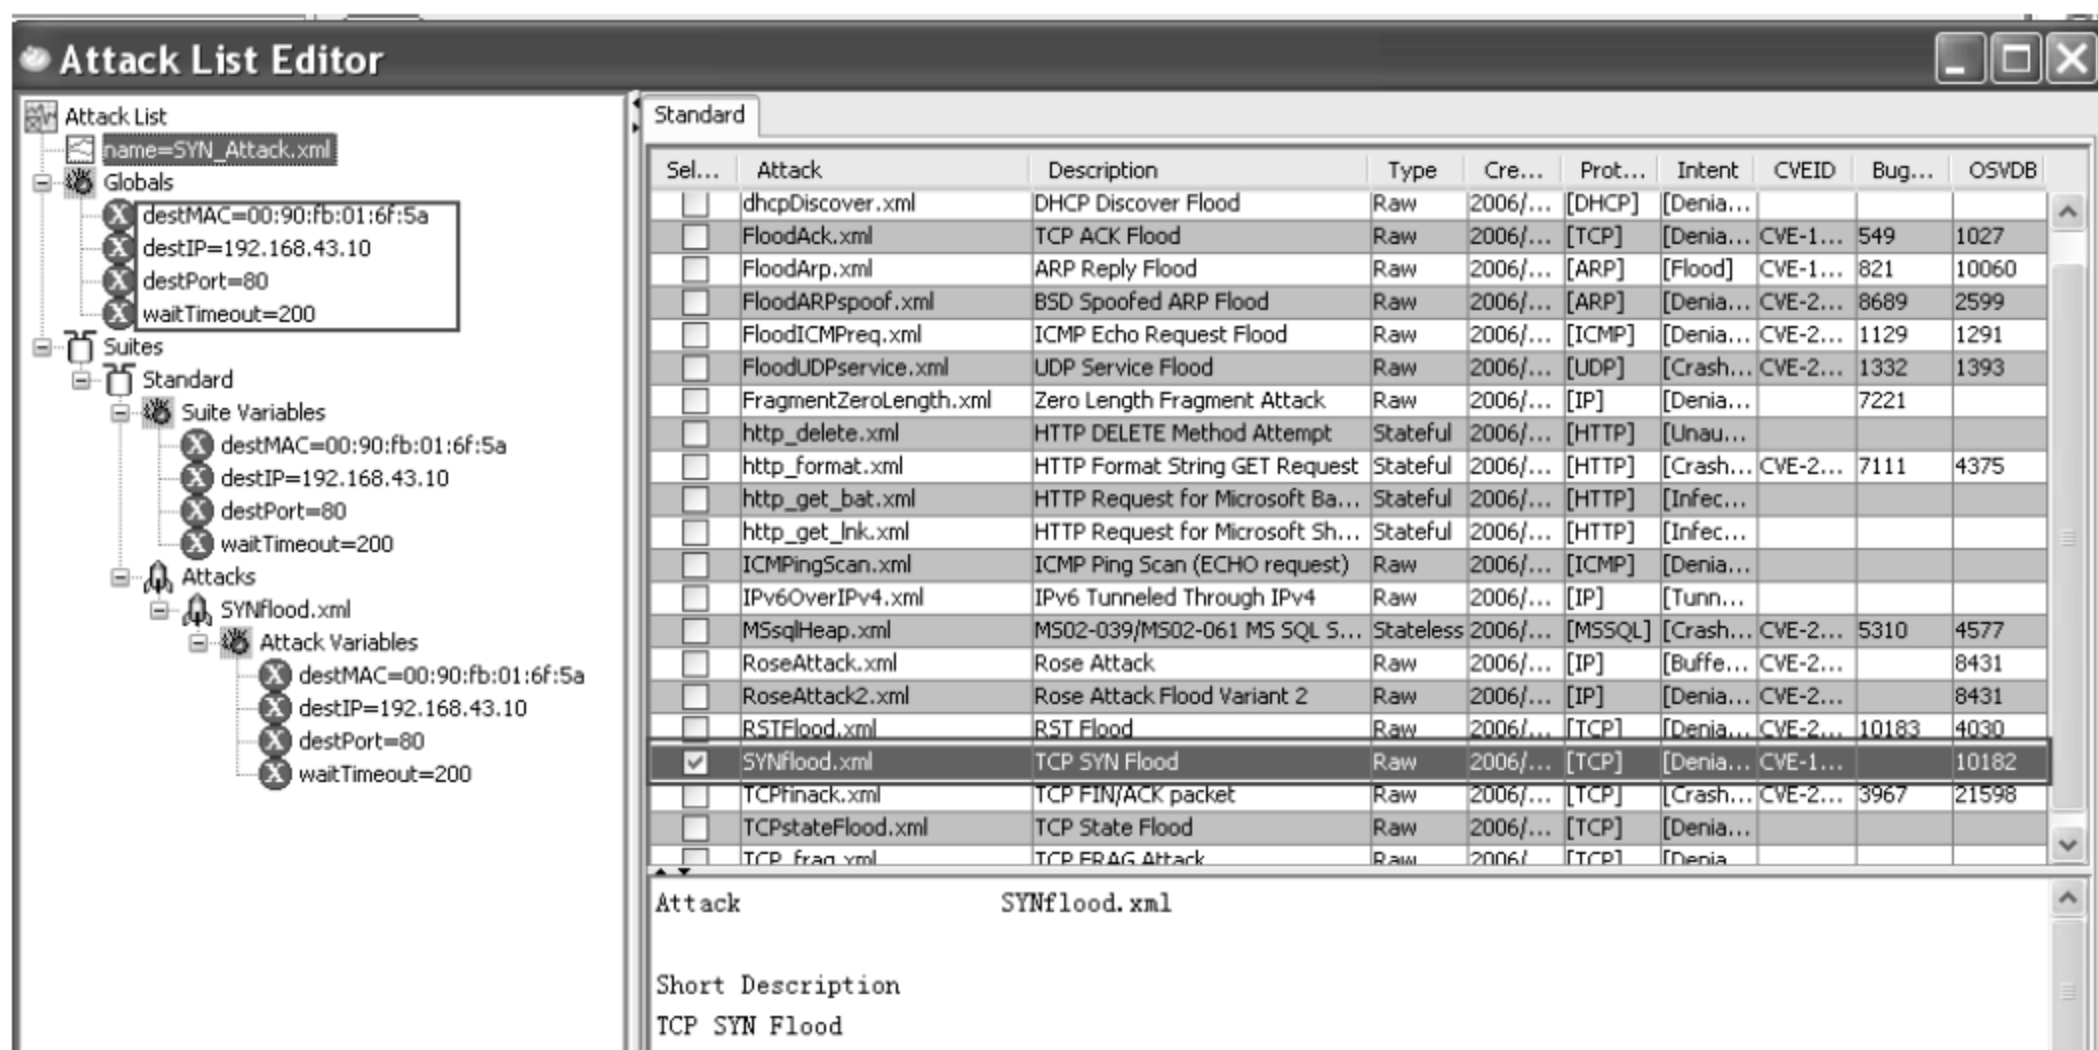 Attack List Editor
Attack List
name=SYN_Attack.xml
Globals
destMAC=00:90:fb:01:6f:5a
destIP=192.168.43.10
destPort=80
waitTimeout=200
Suites
Standard
Suite Variables
destMAC=00:90:fb:01:6f:5a
destIP=192.168.43.10
destPort=80
waitTimeout=200
Attacks
SYNflood.xml
Attack Variables
destMAC=00:90:fb:01:6f:5a
destIP=192.168.43.10
destPort=80
waitTimeout=200
Standard
Sel... Attack Description Type Cre... Prot... Intent CVEID Bug... OSVDB
dhcpDiscover.xml DHCP Discover Flood Raw 2006/... [DHCP] [Denia...
FloodAck.xml TCP ACK Flood Raw 2006/... [TCP] [Denia... CVE-1... 549 1027
FloodArp.xml ARP Reply Flood Raw 2006/... [ARP] [Flood] CVE-1... 821 10060
FloodARPspoof.xml BSD Spoofed ARP Flood Raw 2006/... [ARP] [Denia... CVE-2... 8689 2599
FloodICMPreq.xml ICMP Echo Request Flood Raw 2006/... [ICMP] [Denia... CVE-2... 1129 1291
FloodUDPservice.xml UDP Service Flood Raw 2006/... [UDP] [Crash... CVE-2... 1332 1393
FragmentZeroLength.xml Zero Length Fragment Attack Raw 2006/... [IP] [Denia... 7221
http_delete.xml HTTP DELETE Method Attempt Stateful 2006/... [HTTP] [Unau...
http_format.xml HTTP Format String GET Request Stateful 2006/... [HTTP] [Crash... CVE-2... 7111 4375
http_get_bat.xml HTTP Request for Microsoft Ba... Stateful 2006/... [HTTP] [Infec...
http_get_lnk.xml HTTP Request for Microsoft Sh... Stateful 2006/... [HTTP] [Infec...
ICMPingScan.xml ICMP Ping Scan (ECHO request) Raw 2006/... [ICMP] [Denia...
IPv6OverIPv4.xml IPv6 Tunneled Through IPv4 Raw 2006/... [IP] [Tunn...
MSsqlHeap.xml MS02-039/MS02-061 MS SQL S... Stateless 2006/... [MSSQL] [Crash... CVE-2... 5310 4577
RoseAttack.xml Rose Attack Raw 2006/... [IP] [Buffe... CVE-2... 8431
RoseAttack2.xml Rose Attack Flood Variant 2 Raw 2006/... [IP] [Denia... CVE-2... 8431
RSTFlood.xml RST Flood Raw 2006/... [TCP] [Denia... CVE-2... 10183 4030
SYNflood.xml TCP SYN Flood Raw 2006/... [TCP] [Denia... CVE-1... 10182
TCPfinack.xml TCP FIN/ACK packet Raw 2006/... [TCP] [Crash... CVE-2... 3967 21598
TCPstateFlood.xml TCP State Flood Raw 2006/... [TCP] [Denia...
TCP_frag.xml TCP FRAG Attack Raw 2006/ [TCP] [Denia
Attack SYNflood.xml
Short Description
TCP SYN Flood